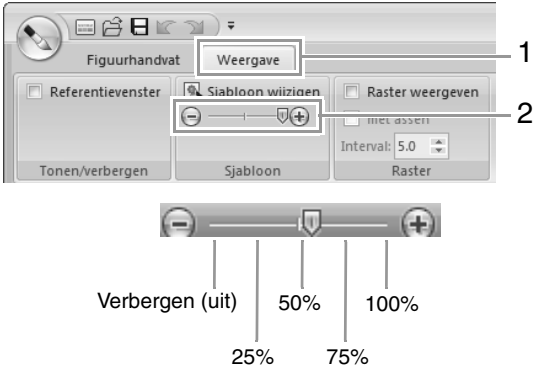 Figuurhandvat Weergave 1
Referentievenster Sjabloon wijzigen Raster weergeven
2
met assen
Interval: 5.0
Tonen/verbergen Sjabloon Raster
Verbergen (uit) 50% 100%
25% 75%